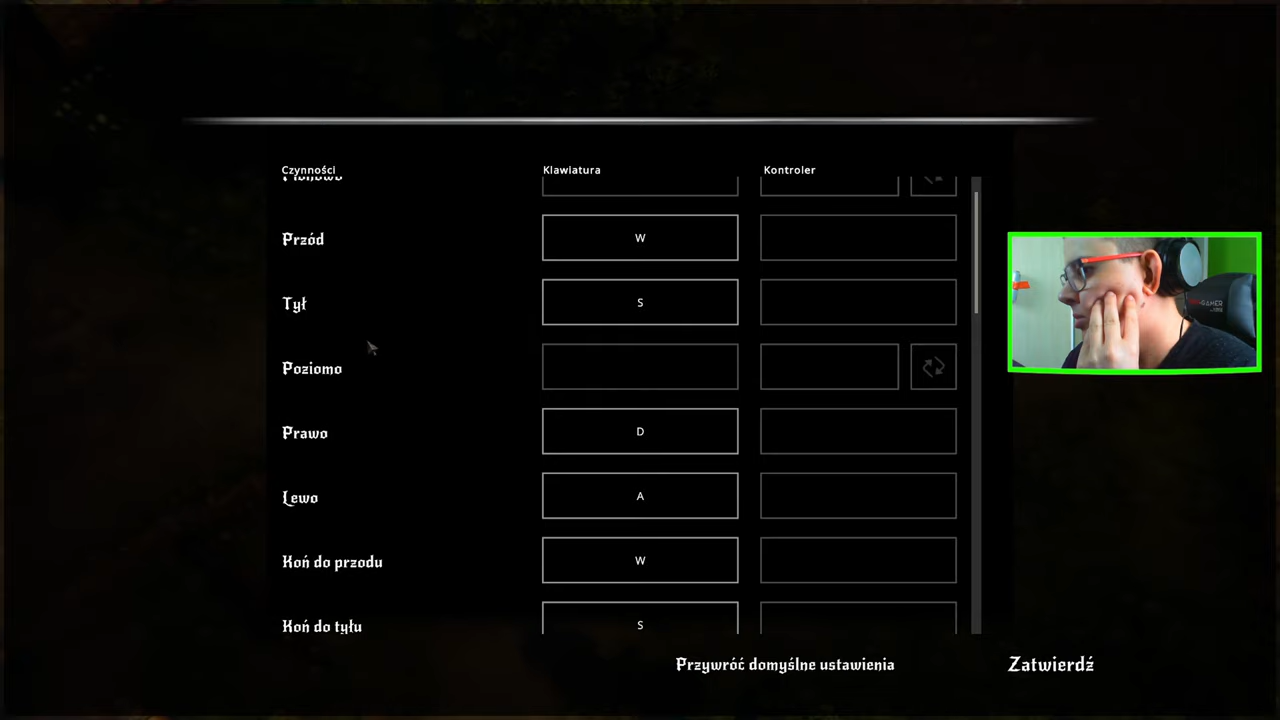 Czynności
Klawiatura
Kontroler
Przód
W
Tył
S
Poziomo
Prawo
D
Lewo
A
Koń do przodu
W
Koń do tyłu
S
Przywróć domyślne ustawienia
Zatwierdź